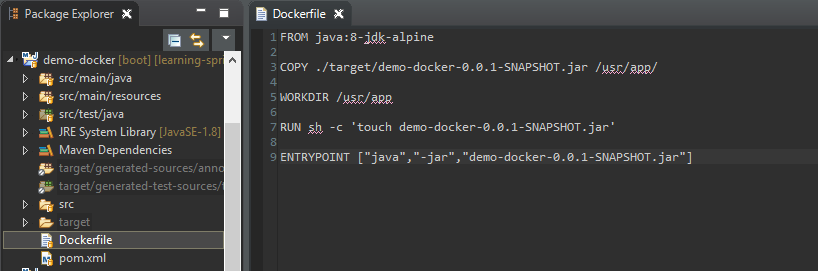 Package Explorer
demo-docker [boot] [learning-spr
src/main/java
src/main/resources
src/test/java
JRE System Library [JavaSE-1.8]
Maven Dependencies
target/generated-sources/anno
target/generated-test-sources/t
src
target
Dockerfile
pom.xml
Dockerfile
1 FROM java:8-jdk-alpine
2
3 COPY ./target/demo-docker-0.0.1-SNAPSHOT.jar /usr/app/
4
5 WORKDIR /usr/app
6
7 RUN sh -c 'touch demo-docker-0.0.1-SNAPSHOT.jar'
8
9 ENTRYPOINT ["java","-jar","demo-docker-0.0.1-SNAPSHOT.jar"]